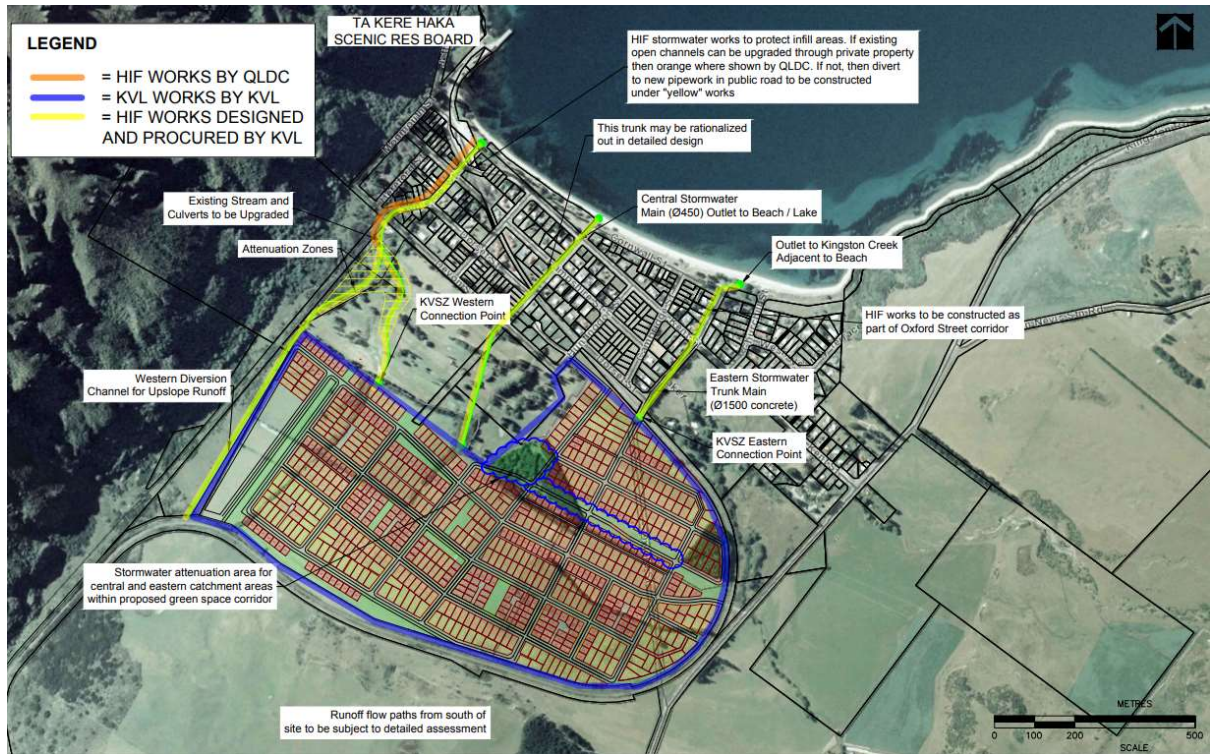 LEGEND
= HIF WORKS BY QLDC
= KVL WORKS BY KVL
= HIF WORKS DESIGNED
AND PROCURED BY KVL
TA KERE HAKA
SCENIC RES BOARD
HIF stormwater works to protect infill areas. If existing
open channels can be upgraded through private property
then orange where shown by QLDC. If not, then divert
to new pipework in public road to be constructed
under "yellow" works
This trunk may be rationalized
out in detailed design
Existing Stream and
Culverts to be Upgraded
Central Stormwater
Main (Ø450) Outlet to Beach / Lake
Attenuation Zones
Outlet to Kingston Creek
Adjacent to Beach
Cornwall
KVSZ Western
Connection Point
HIF works to be constructed as
part of Oxford Street corridor
Western Diversion
Channel for Upslope Runoff
Eastern Stormwater
Trunk Main
(Ø1500 concrete)
KVSZ Eastern
Connection Point
Stormwater attenuation area for
central and eastern catchment areas
within proposed green space corridor
Runoff flow paths from south of
site to be subject to detailed assessment
METRES
0 100 200 500
SCALE